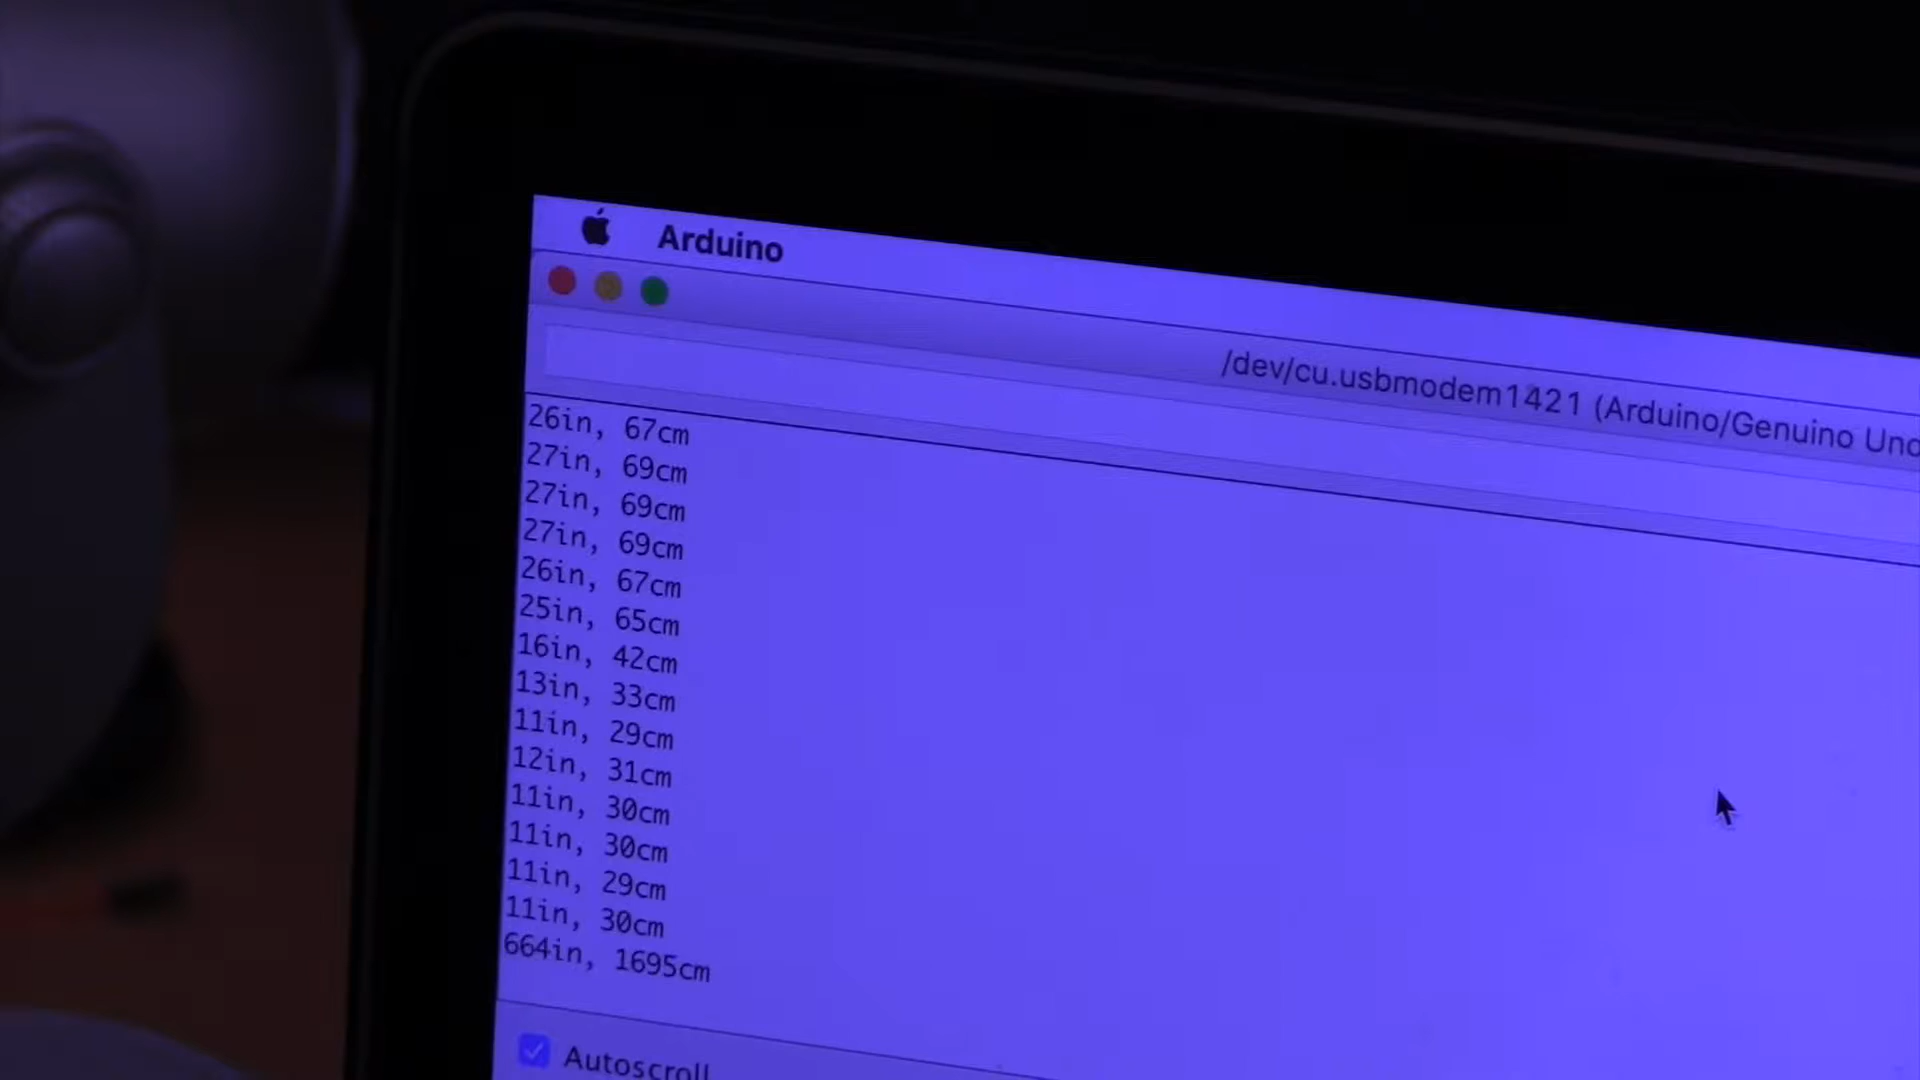 Arduino
/dev/cu.usbmodem1421 (Arduino/Genuino Uno
26in, 67cm
27in, 69cm
27in, 69cm
27in, 69cm
26in, 67cm
25in, 65cm
16in, 42cm
13in, 33cm
11in, 29cm
12in, 31cm
11in, 30cm
11in, 30cm
11in, 29cm
11in, 30cm
664in, 1695cm
Autoscroll